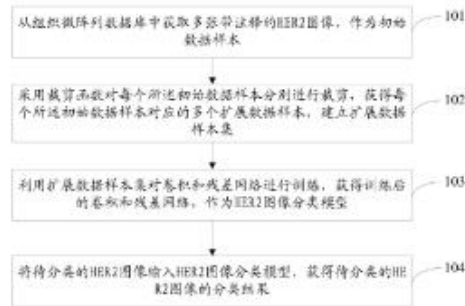 从组织微阵列数据库中获取多张带注释的HER2图像，作为初始
数据样本
101
采用裁剪函数对每个所述初始数据样本分别进行裁剪，获得每
个所述初始数据样本对应的多个扩展数据样本，建立扩展数据
样本集
102
利用扩展数据样本集对卷积和残差网络进行训练，获得训练后
的卷积和残差网络，作为HER2图像分类模型
103
将待分类的HER2图像输入HER2图像分类模型，获得待分类的HE
R2图像的分类结果
104